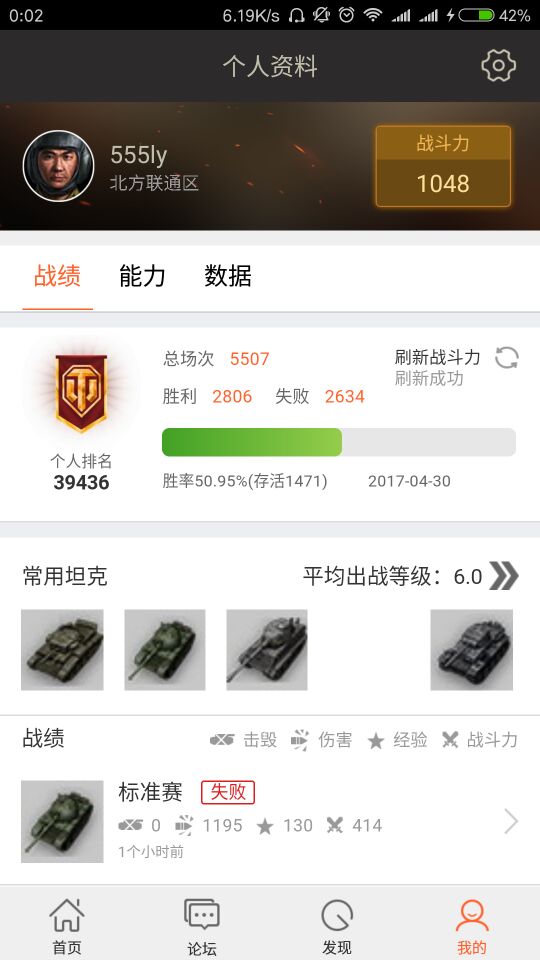 0:02 6.19K/s 42%
个人资料
555ly
北方联通区
战斗力
1048
战绩 能力 数据
总场次 5507
胜利 2806 失败 2634
刷新战斗力
刷新成功
个人排名
39436
胜率50.95%(存活1471) 2017-04-30
常用坦克 平均出战等级：6.0
战绩 击毁 伤害 经验 战斗力
标准赛 失败
0 1195 130 414
1个小时前
首页 论坛 发现 我的